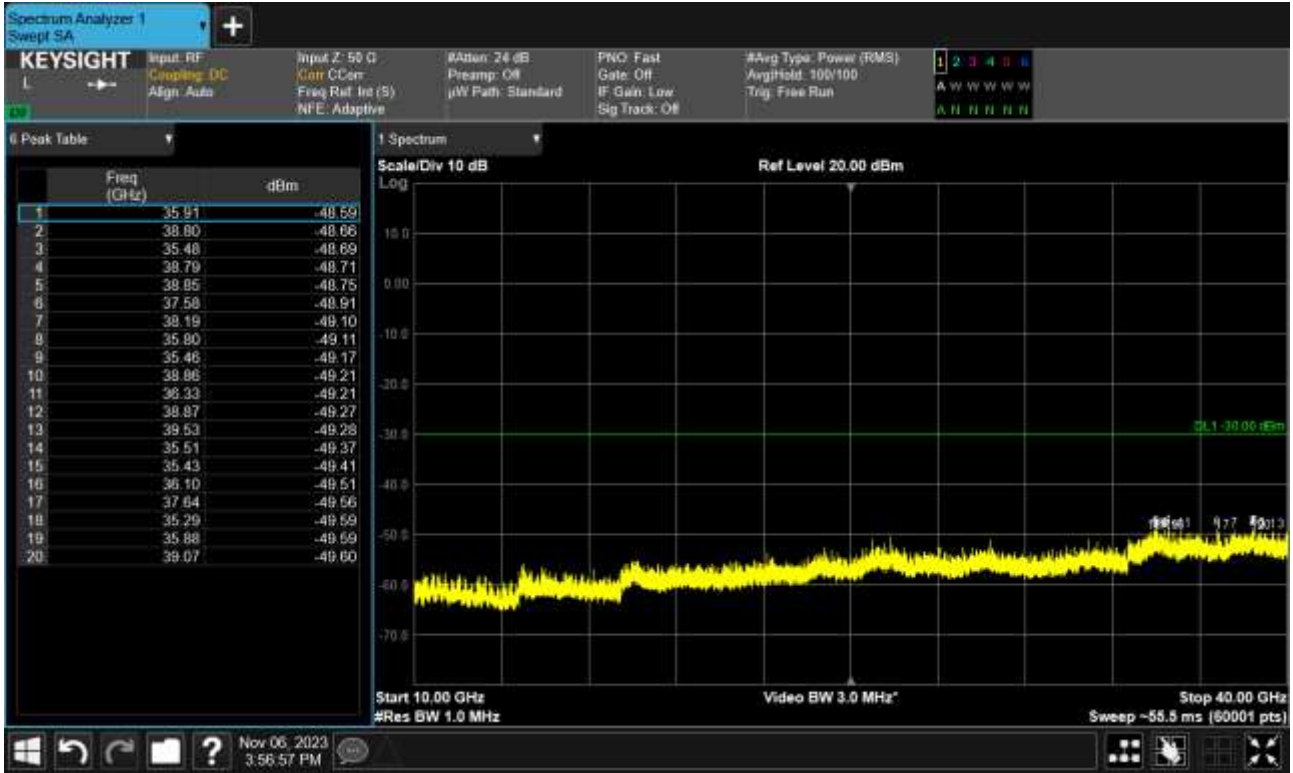 Spectrum Analyzer 1
Swept SA
KEYSIGHT
L
Input: RF
Coupling: DC
Align: Auto
Input Z: 50 Ω
Corr CCorr
Freq Ref: Int (S)
NFE: Adaptive
#Atten: 24 dB
Preamp: Off
µW Path: Standard
PNO: Fast
Gate: Off
IF Gain: Low
Sig Track: Off
#Avg Type: Power (RMS)
Avg|Hold: 100/100
Trig: Free Run
1 2 3 4 5 6
A W W W W W
A N N N N N
6 Peak Table
Freq (GHz) dBm
1 35.91 -48.59
2 38.80 -48.66
3 35.48 -48.69
4 38.79 -48.71
5 38.85 -48.75
6 37.58 -48.91
7 38.19 -49.10
8 35.80 -49.11
9 35.46 -49.17
10 38.86 -49.21
11 36.33 -49.21
12 38.87 -49.27
13 39.53 -49.28
14 35.51 -49.37
15 35.43 -49.41
16 36.10 -49.51
17 37.64 -49.56
18 35.29 -49.59
19 35.88 -49.59
20 39.07 -49.60
1 Spectrum
Scale/Div 10 dB
Ref Level 20.00 dBm
Log
10.0
0.00
-10.0
-20.0
-30.0
DL1 -30.00 dBm
-40.0
-50.0
-60.0
-70.0
Start 10.00 GHz
Video BW 3.0 MHz*
Stop 40.00 GHz
#Res BW 1.0 MHz
Sweep ~55.5 ms (60001 pts)
Nov 06, 2023
3:56:57 PM